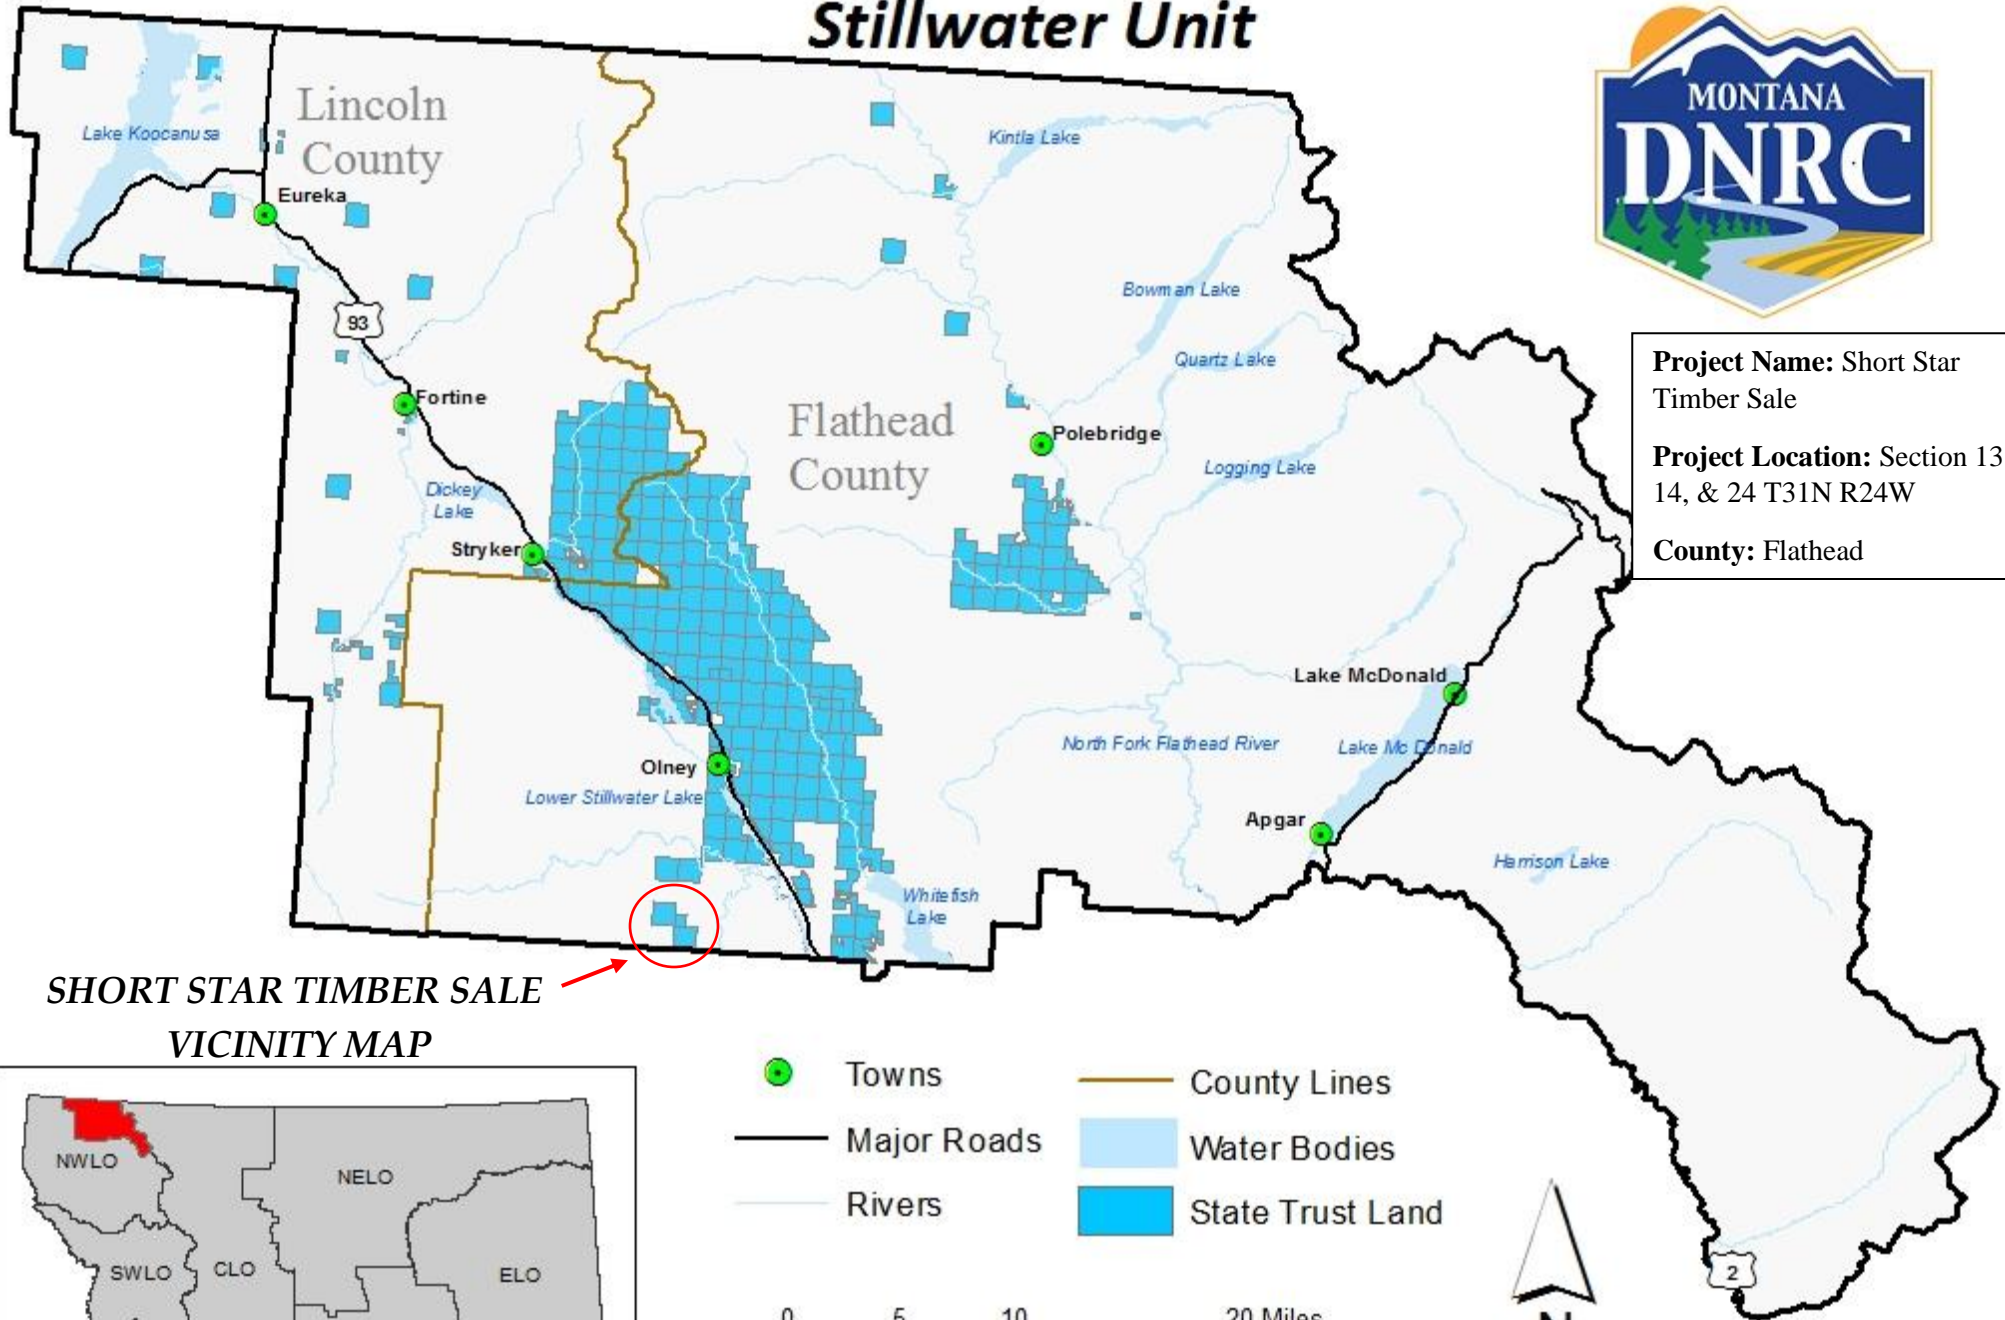 Stillwater Unit
MONTANA
DNRC
Lincoln
County
Lake Koocanusa
Kintla Lake
Eureka
Bowman Lake
93
Quartz Lake
Project Name: Short Star
Timber Sale
Project Location: Section 13
14, & 24 T31N R24W
County: Flathead
Fortine
Flathead
County
Polebridge
Logging Lake
Dickey
Lake
Stryker
Lake McDonald
North Fork Flathead River
Lake Mc Donald
Olney
Lower Stillwater Lake
Apgar
Harrison Lake
Whitefish
Lake
SHORT STAR TIMBER SALE
VICINITY MAP
Towns
Major Roads
Rivers
County Lines
Water Bodies
State Trust Land
NWLO
NELO
SWLO
CLO
ELO
2
0 5 10 20 Miles
N